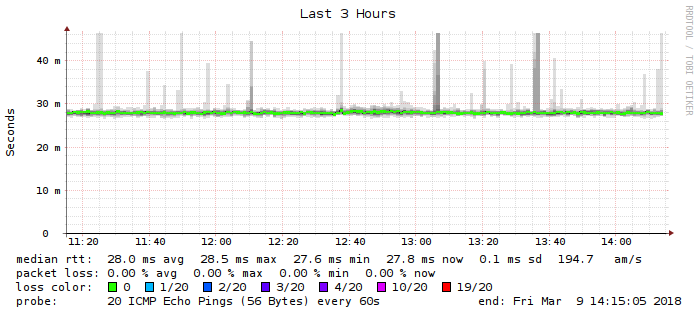 Last 3 Hours
RRDTOOL / TOBI OETIKER
Seconds
40 m
30 m
20 m
10 m
0
11:20 11:40 12:00 12:20 12:40 13:00 13:20 13:40 14:00
median rtt: 28.0 ms avg 28.5 ms max 27.6 ms min 27.8 ms now 0.1 ms sd 194.7 am/s
packet loss: 0.00 % avg 0.00 % max 0.00 % min 0.00 % now
loss color: 0 1/20 2/20 3/20 4/20 10/20 19/20
probe: 20 ICMP Echo Pings (56 Bytes) every 60s end: Fri Mar 9 14:15:05 2018